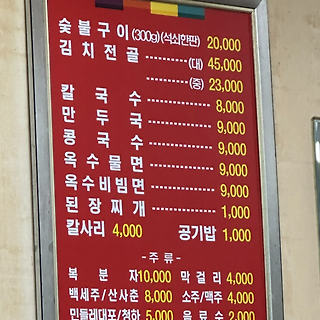 숯불구이(300g)(석쇠한판) 20,000
김치전골 ----------(대) 45,000
----------(중) 23,000
칼국수 ---------- 8,000
만두국 ---------- 9,000
콩국수 ---------- 9,000
옥수물면 ---------- 9,000
옥수비빔면 ---------- 9,000
된장찌개 ---------- 1,000
칼사리 4,000 공기밥 1,000
-주류-
복분자 10,000 막걸리 4,000
백세주/산사춘 8,000 소주/맥주 4,000
민들레대포/청하 5,000 음료수 2,000